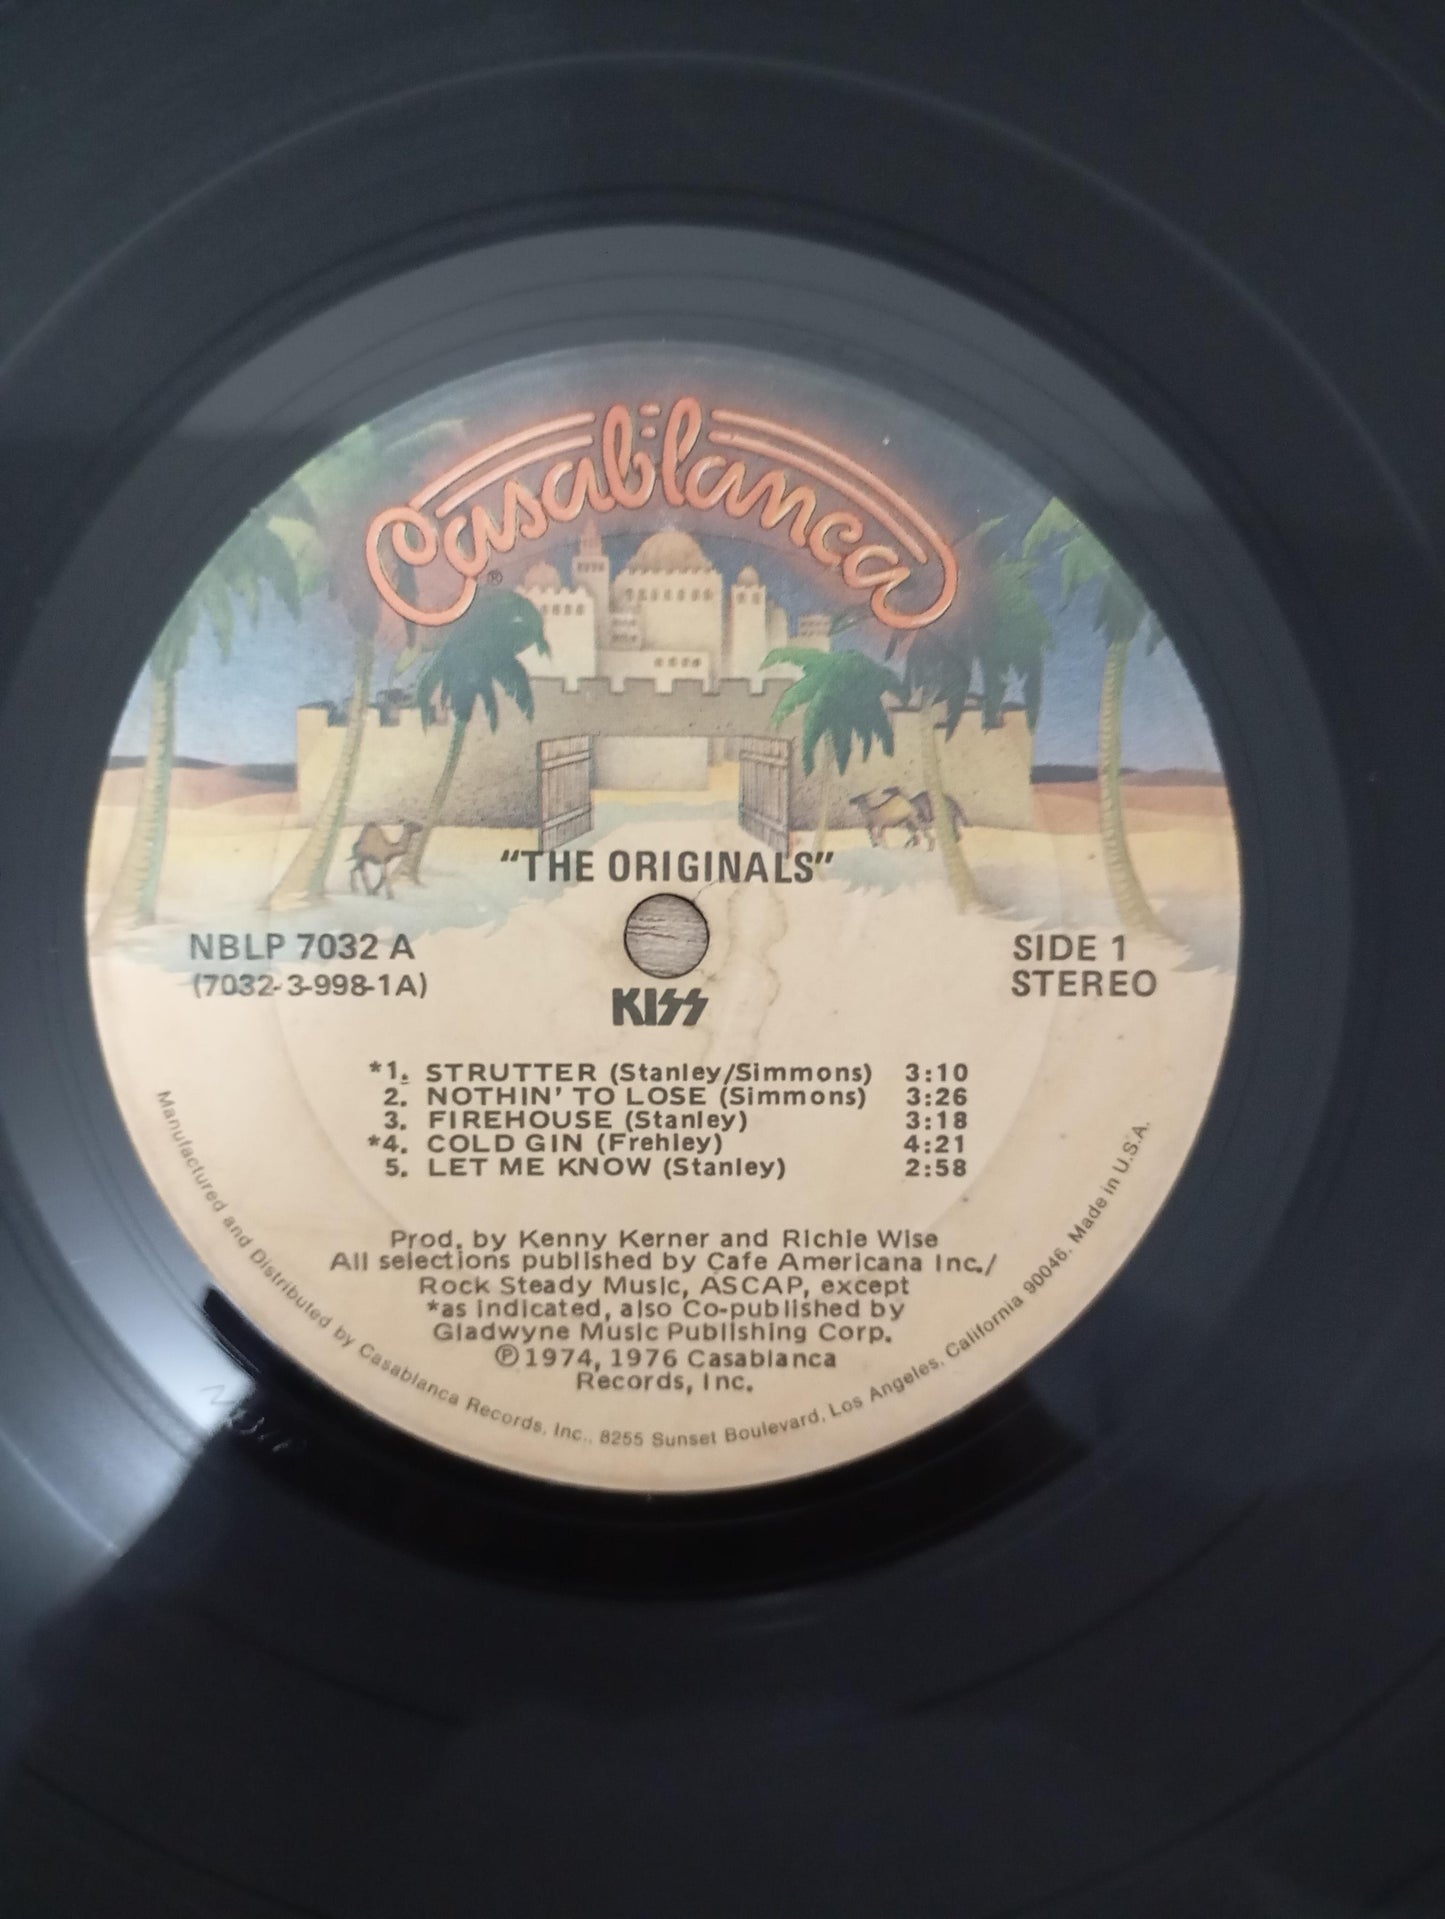 Casablanca
®
"THE ORIGINALS"
NBLP 7032 A
(7032-3-998-1A)
SIDE 1
STEREO
KISS
*1. STRUTTER (Stanley/Simmons) 3:10
2. NOTHIN' TO LOSE (Simmons) 3:26
3. FIREHOUSE (Stanley) 3:18
*4. COLD GIN (Frehley) 4:21
5. LET ME KNOW (Stanley) 2:58
Prod. by Kenny Kerner and Richie Wise
All selections published by Cafe Americana Inc./
Rock Steady Music, ASCAP, except
*as indicated, also Co-published by
Gladwyne Music Publishing Corp.
℗1974, 1976 Casablanca
Records, Inc.
Manufactured and Distributed by Casablanca Records, Inc., 8255 Sunset Boulevard, Los Angeles, California 90046. Made in U.S.A.